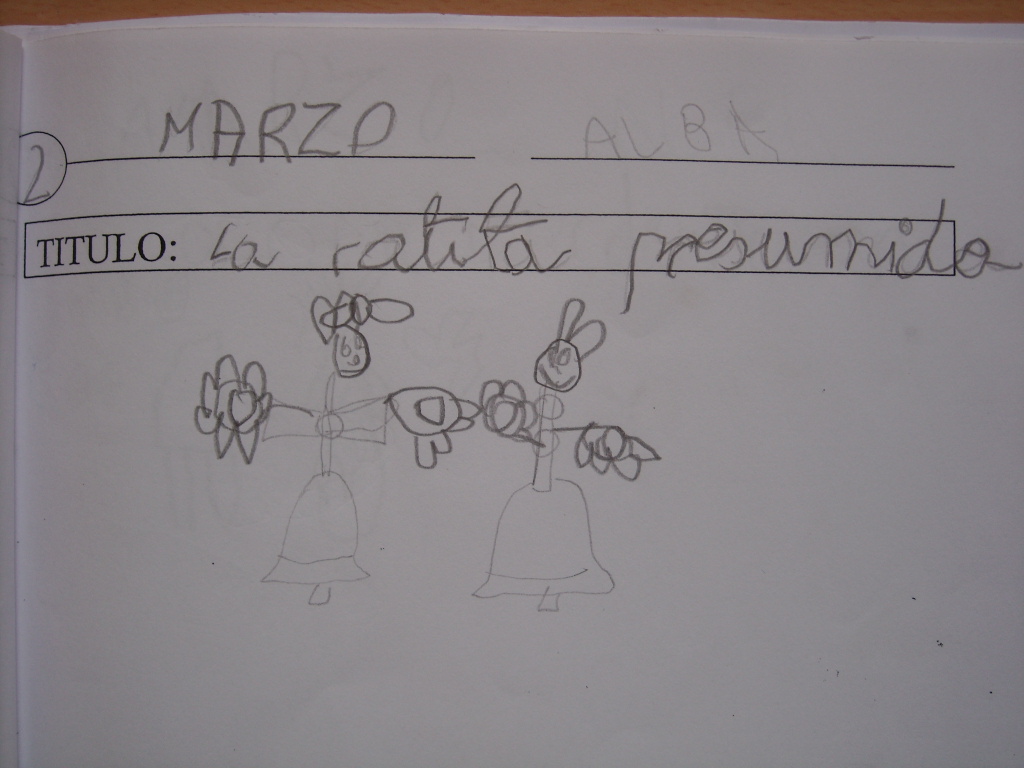 MARZO ALBA
2
TITULO: La ratita presumida